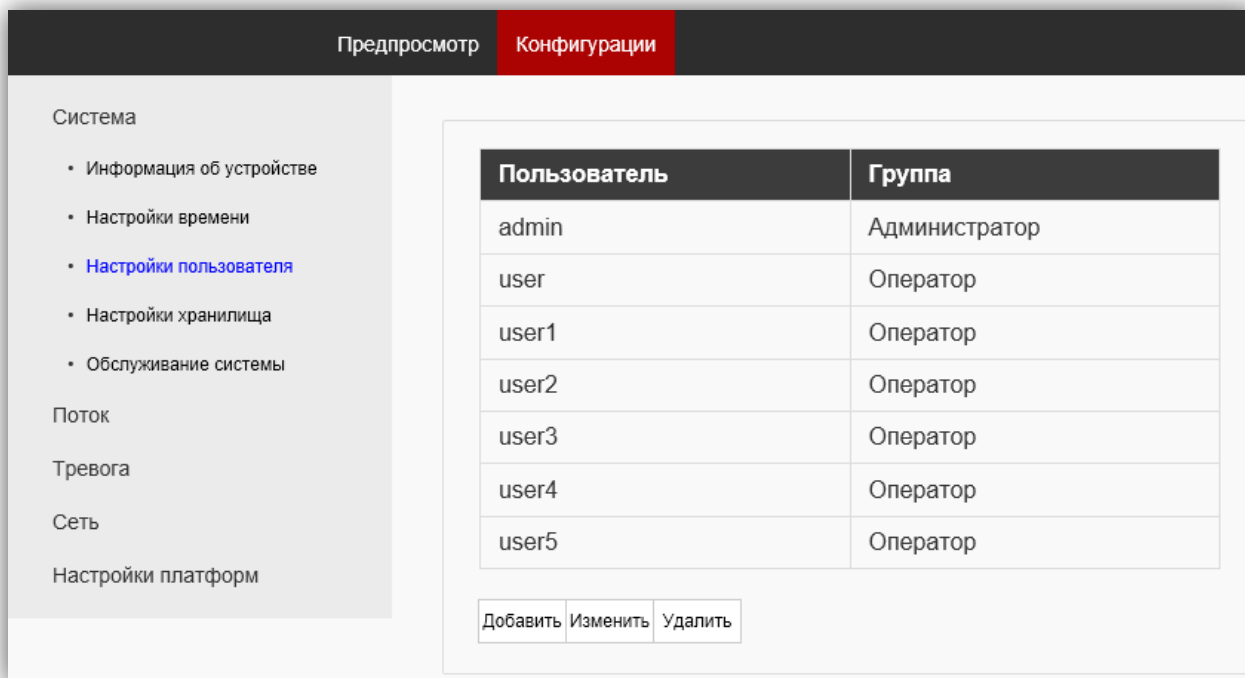 Предпросмотр Конфигурации
Система
• Информация об устройстве
• Настройки времени
• Настройки пользователя
• Настройки хранилища
• Обслуживание системы
Поток
Тревога
Сеть
Настройки платформ
Пользователь Группа
admin Администратор
user Оператор
user1 Оператор
user2 Оператор
user3 Оператор
user4 Оператор
user5 Оператор
Добавить Изменить Удалить